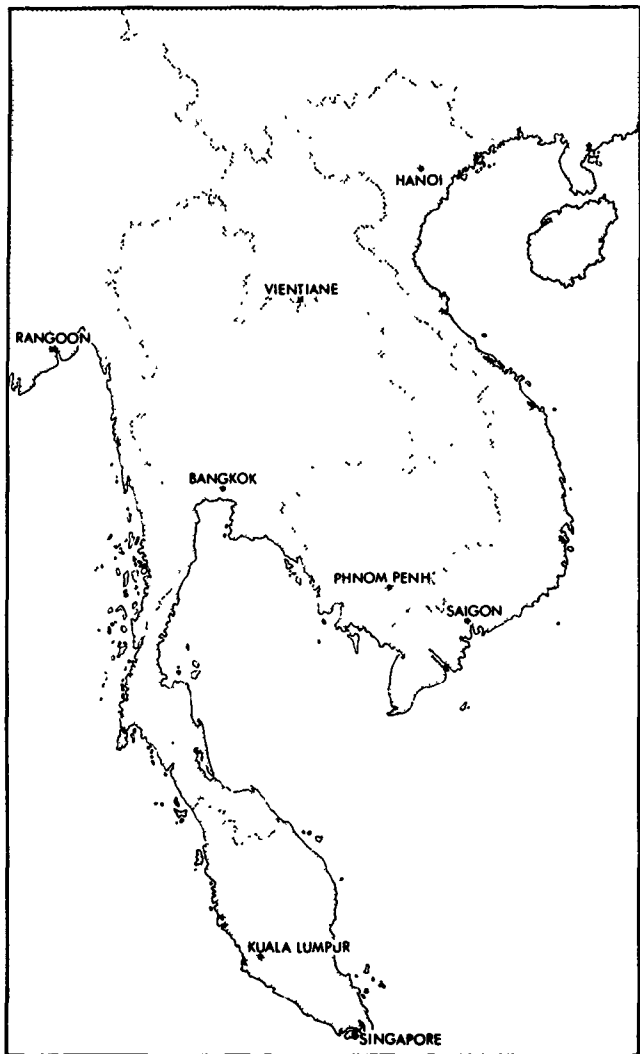 HANOI
VIENTIANE
RANGOON
BANGKOK
PHNOM PENH
SAIGON
KUALA LUMPUR
SINGAPORE